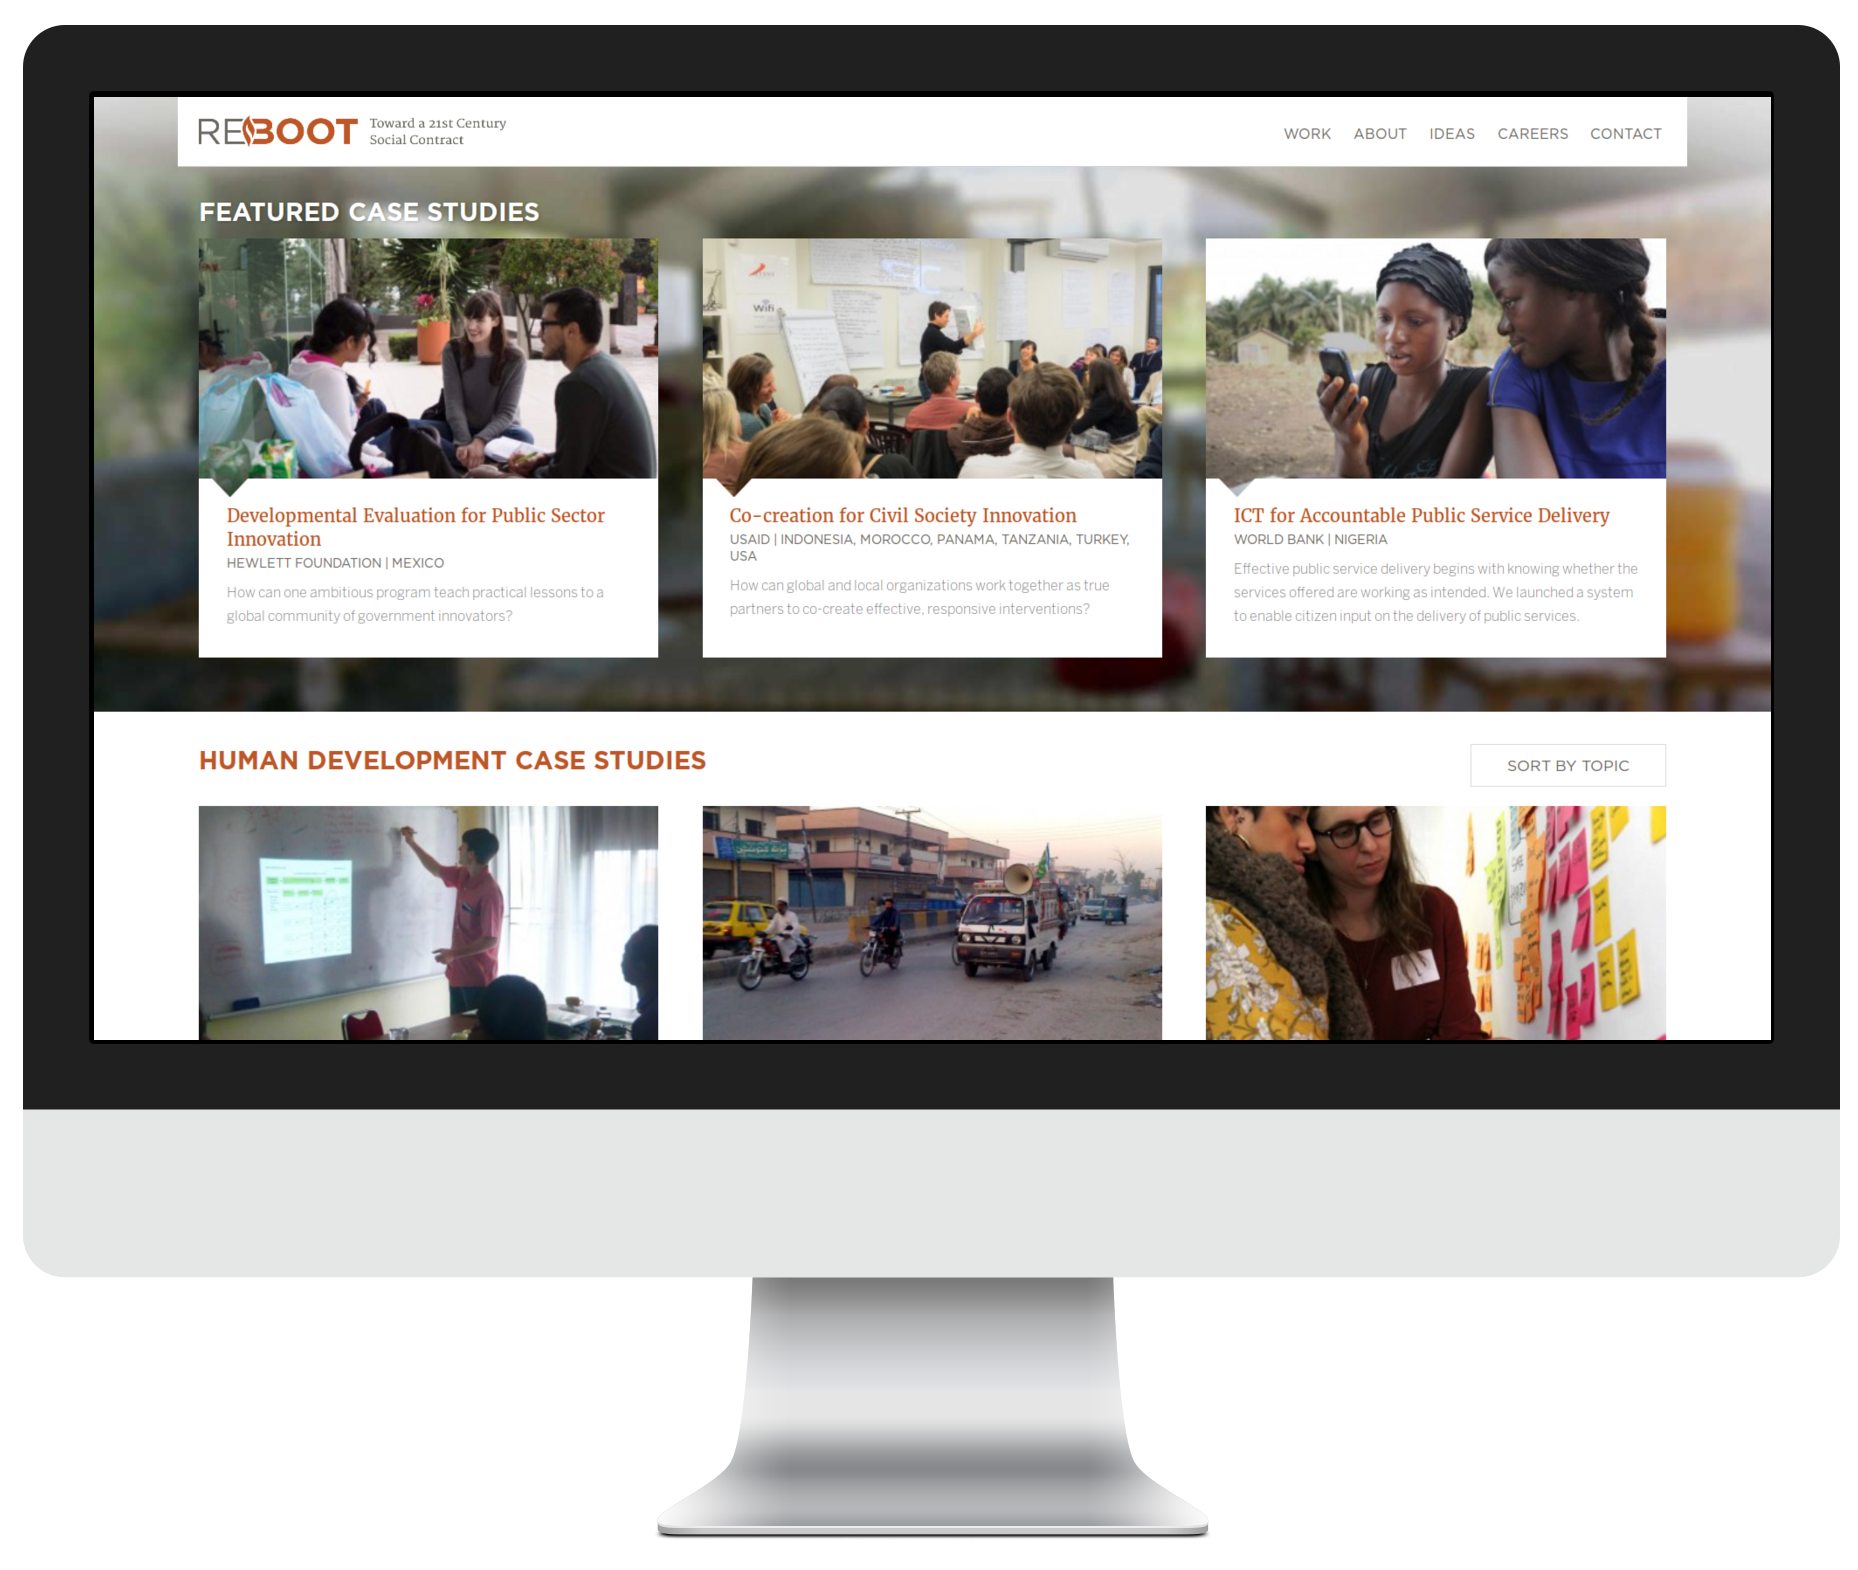 REBOOT
Toward a 21st Century
Social Contract
WORK ABOUT IDEAS CAREERS CONTACT
FEATURED CASE STUDIES
Wifi
Developmental Evaluation for Public Sector
Innovation
HEWLETT FOUNDATION | MEXICO
How can one ambitious program teach practical lessons to a
global community of government innovators?
Co-creation for Civil Society Innovation
USAID | INDONESIA, MOROCCO, PANAMA, TANZANIA, TURKEY,
USA
How can global and local organizations work together as true
partners to co-create effective, responsive interventions?
ICT for Accountable Public Service Delivery
WORLD BANK | NIGERIA
Effective public service delivery begins with knowing whether the
services offered are working as intended. We launched a system
to enable citizen input on the delivery of public services.
HUMAN DEVELOPMENT CASE STUDIES
SORT BY TOPIC